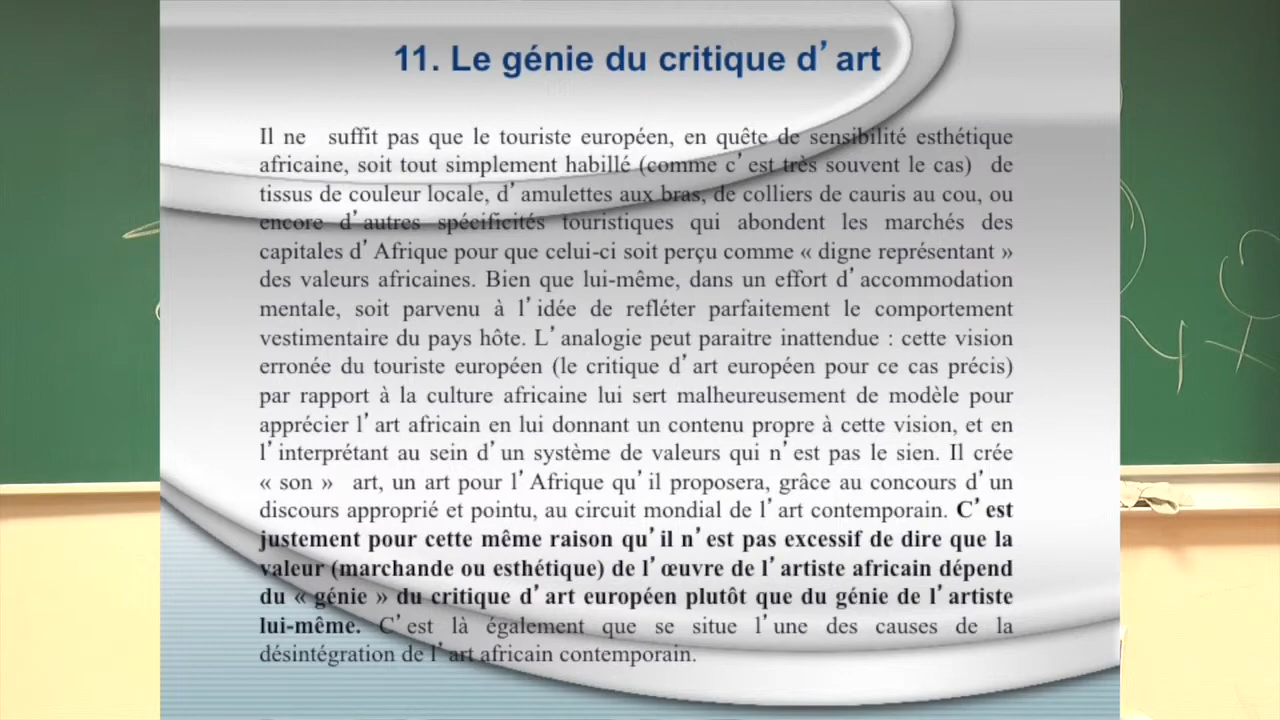 11. Le génie du critique d’art
Il ne suffit pas que le touriste européen, en quête de sensibilité esthétique
africaine, soit tout simplement habillé (comme c’est très souvent le cas) de
tissus de couleur locale, d’amulettes aux bras, de colliers de cauris au cou, ou
encore d’autres spécificités touristiques qui abondent les marchés des
capitales d’Afrique pour que celui-ci soit perçu comme « digne représentant »
des valeurs africaines. Bien que lui-même, dans un effort d’accommodation
mentale, soit parvenu à l’idée de refléter parfaitement le comportement
vestimentaire du pays hôte. L’analogie peut paraitre inattendue : cette vision
erronée du touriste européen (le critique d’art européen pour ce cas précis)
par rapport à la culture africaine lui sert malheureusement de modèle pour
apprécier l’art africain en lui donnant un contenu propre à cette vision, et en
l’interprétant au sein d’un système de valeurs qui n’est pas le sien. Il crée
« son » art, un art pour l’Afrique qu’il proposera, grâce au concours d’un
discours approprié et pointu, au circuit mondial de l’art contemporain. C’est
justement pour cette même raison qu’il n’est pas excessif de dire que la
valeur (marchande ou esthétique) de l’œuvre de l’artiste africain dépend
du « génie » du critique d’art européen plutôt que du génie de l’artiste
lui-même. C’est là également que se situe l’une des causes de la
désintégration de l’art africain contemporain.